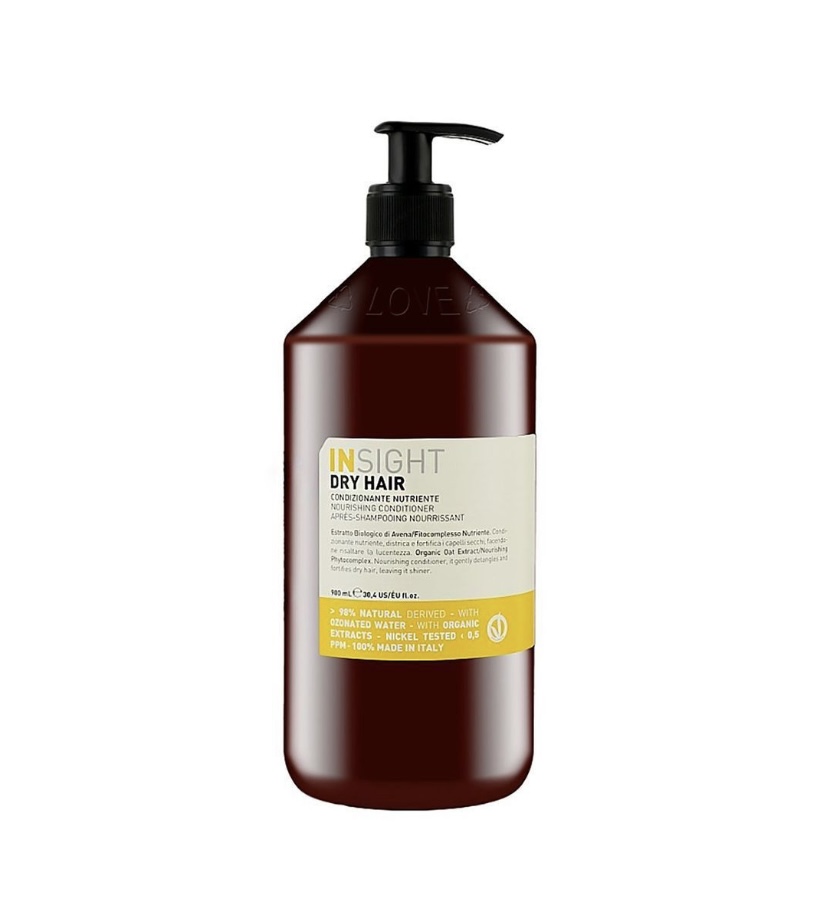 LOVE
INSIGHT
DRY HAIR
CONDIZIONANTE NUTRIENTE
NOURISHING CONDITIONER
APRÈS-SHAMPOOING NOURRISSANT
Estratto Biologico di Avena/Fitocomplesso Nutriente. Condi-
zionante nutriente, districa e fortifica i capelli secchi, facendo-
ne risaltare la lucentezza. Organic Oat Extract/Nourishing
Phytocomplex. Nourishing conditioner, it gently detangles and
fortifies dry hair, leaving it shiner.
900 mL ℮ 30,4 US/ÉU fl.oz.
> 98% NATURAL DERIVED - WITH
OZONATED WATER - WITH ORGANIC
EXTRACTS - NICKEL TESTED < 0,5
PPM - 100% MADE IN ITALY